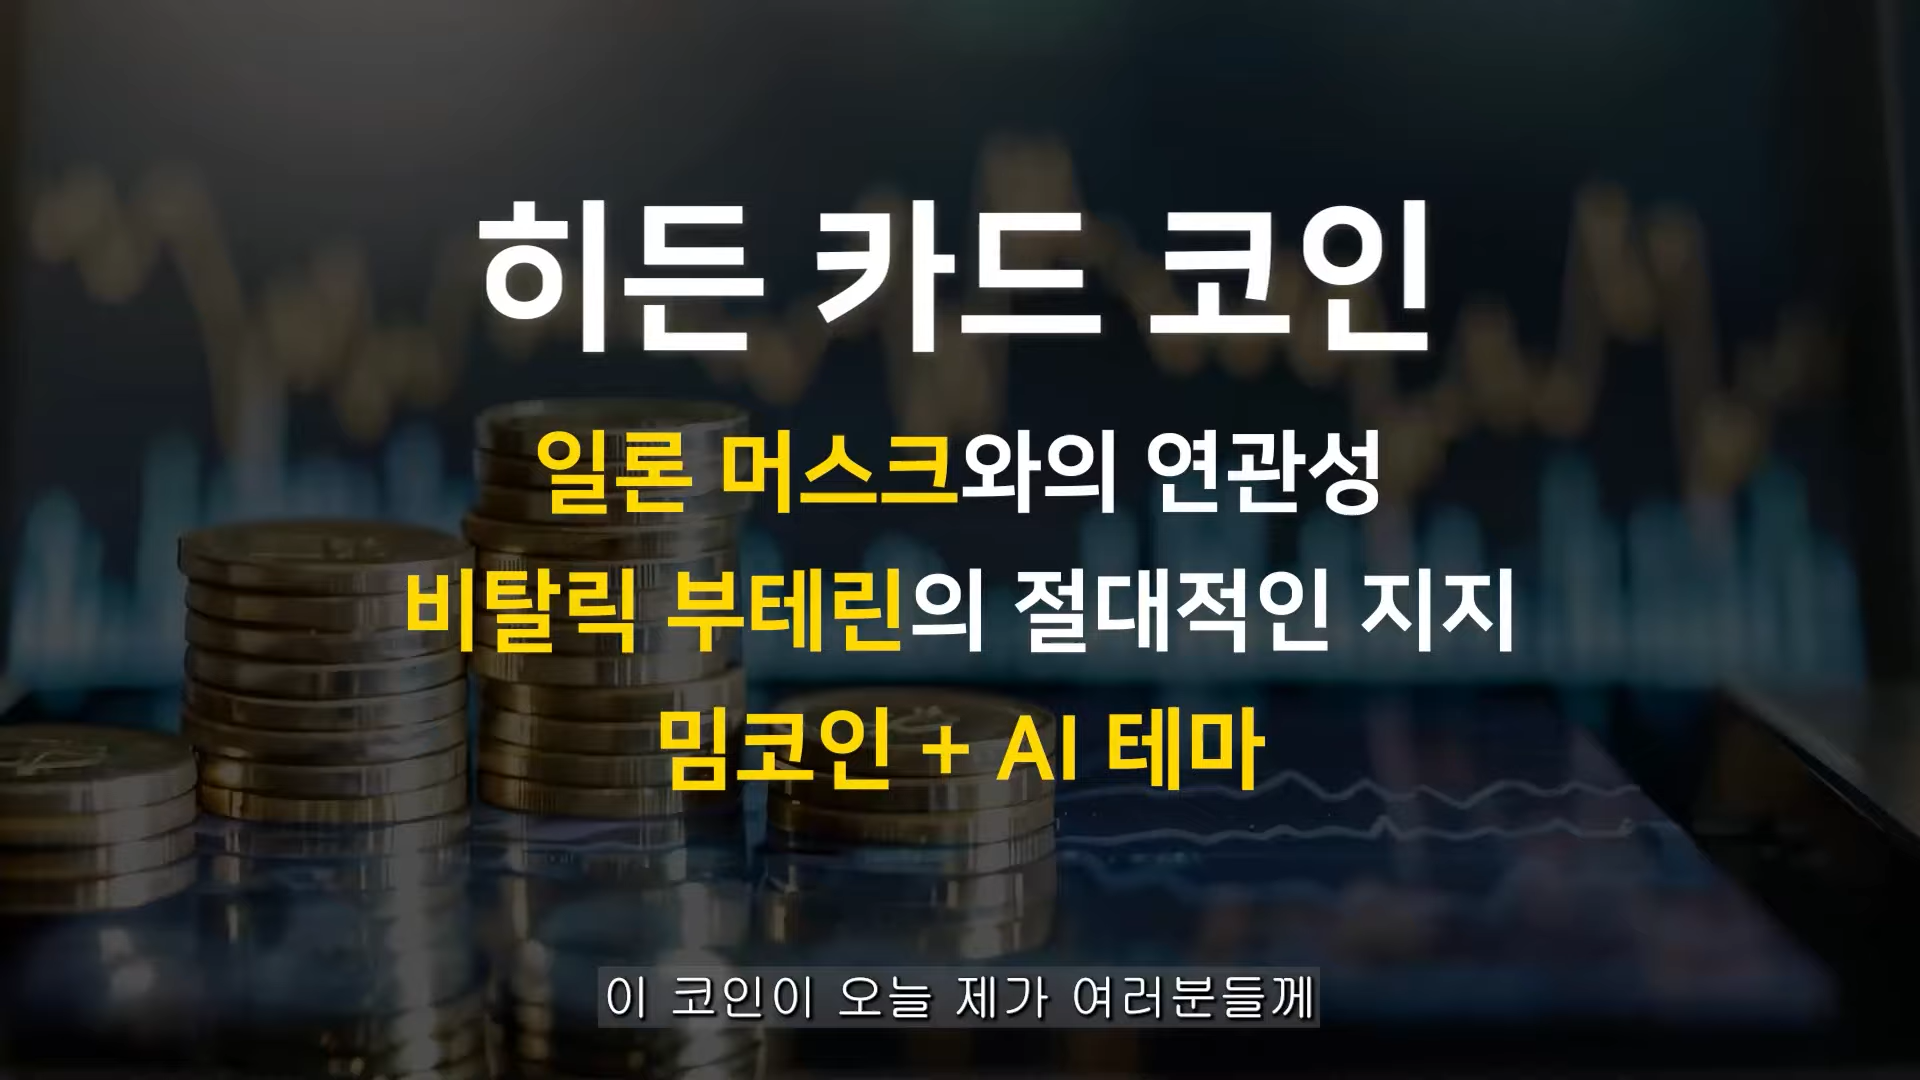 히든 카드 코인
일론 머스크와의 연관성
비탈릭 부테린의 절대적인 지지
밈코인 + AI 테마
이 코인이 오늘 제가 여러분들께